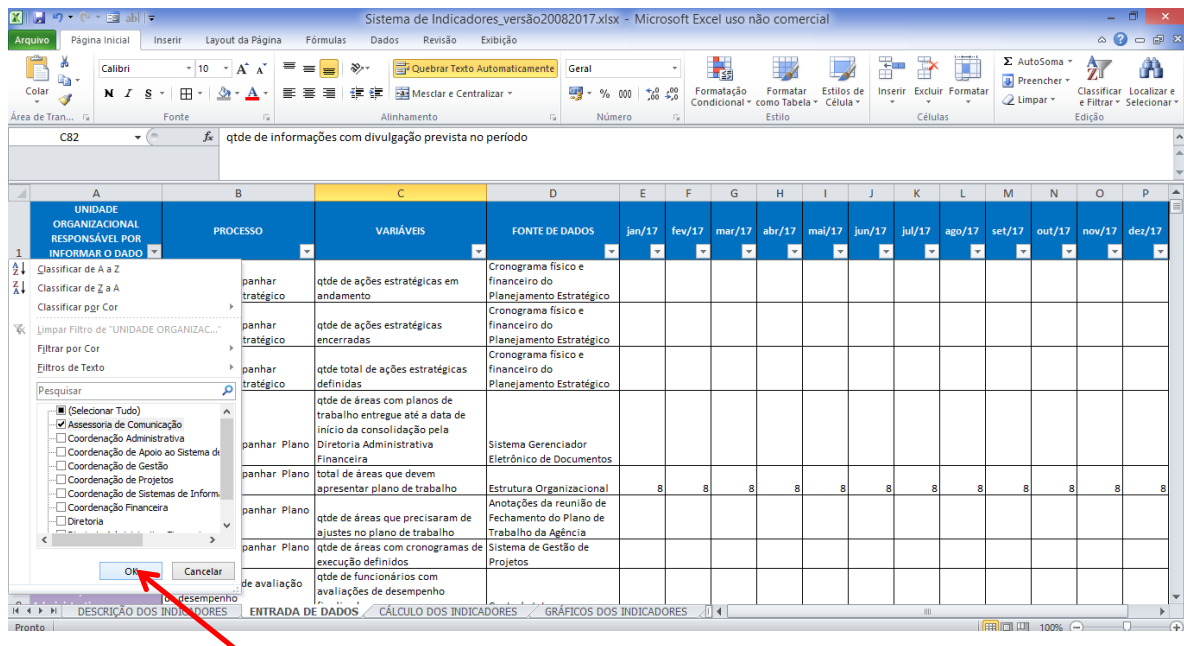 Sistema de Indicadores_versão20082017.xlsx - Microsoft Excel uso não comercial
Arquivo Página Inicial Inserir Layout da Página Fórmulas Dados Revisão Exibição
Colar
Calibri 10
N I S
Quebrar Texto Automaticamente
Mesclar e Centralizar
Geral
% 000
Formatação Condicional
Formatar como Tabela
Estilos de Célula
Inserir Excluir Formatar
Σ AutoSoma
Preencher
Limpar
Classificar e Filtrar
Localizar e Selecionar
Área de Tran... Fonte Alinhamento Número Estilo Células Edição
C82 fx qtde de informações com divulgação prevista no período
A B C D E F G H I J K L M N O P
1 UNIDADE ORGANIZACIONAL RESPONSÁVEL POR INFORMAR O DADO PROCESSO VARIÁVEIS FONTE DE DADOS jan/17 fev/17 mar/17 abr/17 mai/17 jun/17 jul/17 ago/17 set/17 out/17 nov/17 dez/17
Classificar de A a Z
Classificar de Z a A
Classificar por Cor
Limpar Filtro de "UNIDADE ORGANIZAC..."
Filtrar por Cor
Filtros de Texto
Pesquisar
(Selecionar Tudo)
Assessoria de Comunicação
Coordenação Administrativa
Coordenação de Apoio ao Sistema de
Coordenação de Gestão
Coordenação de Projetos
Coordenação de Sistemas de Inform
Coordenação Financeira
Diretoria
OK Cancelar
panhar tratégico qtde de ações estratégicas em andamento Cronograma físico e financeiro do Planejamento Estratégico
panhar tratégico qtde de ações estratégicas encerradas Cronograma físico e financeiro do Planejamento Estratégico
panhar tratégico qtde total de ações estratégicas definidas Cronograma físico e financeiro do Planejamento Estratégico
panhar Plano qtde de áreas com planos de trabalho entregue até a data de início da consolidação pela Diretoria Administrativa Financeira Sistema Gerenciador Eletrônico de Documentos
panhar Plano total de áreas que devem apresentar plano de trabalho Estrutura Organizacional 8 8 8 8 8 8 8 8 8 8 8 8
panhar Plano qtde de áreas que precisaram de ajustes no plano de trabalho Anotações da reunião de Fechamento do Plano de Trabalho da Agência
panhar Plano qtde de áreas com cronogramas de execução definidos Sistema de Gestão de Projetos
de avaliação de desempenho qtde de funcionários com avaliações de desempenho
DESCRIÇÃO DOS INDICADORES ENTRADA DE DADOS CÁLCULO DOS INDICADORES GRÁFICOS DOS INDICADORES
Pronto 100%